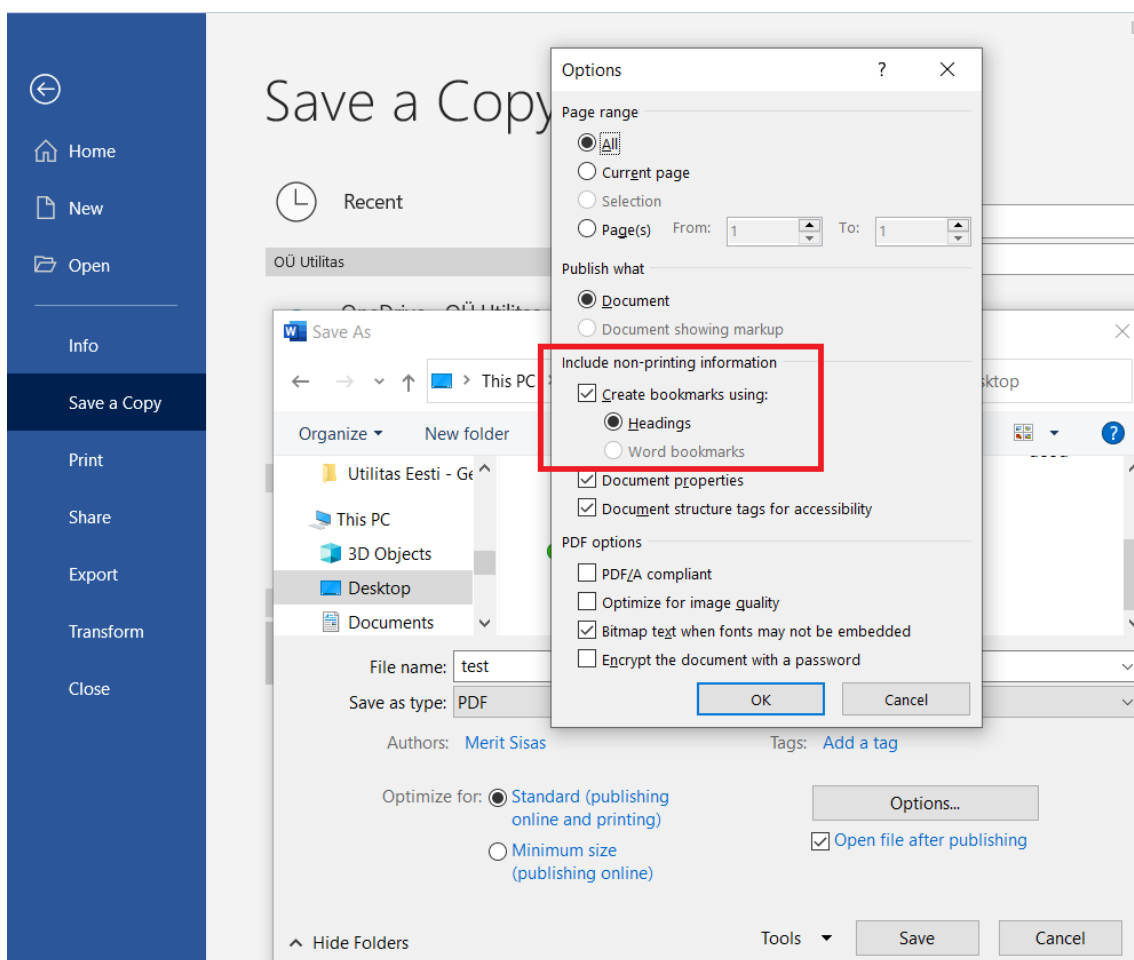 Save a Copy
Home
New
Open
Info
Save a Copy
Print
Share
Export
Transform
Close
Recent
OÜ Utilitas
OneDrive - OÜ Utilitas
Save As
This PC
Organize
New folder
Utilitas Eesti - Ge
This PC
3D Objects
Desktop
Documents
File name: test
Save as type: PDF
Authors: Merit Sisas
Tags: Add a tag
Optimize for: Standard (publishing
online and printing)
Minimum size
(publishing online)
Options...
Open file after publishing
Hide Folders
Tools
Save
Cancel
Options
?
Page range
All
Current page
Selection
Page(s) From: 1 To: 1
Publish what
Document
Document showing markup
Include non-printing information
Create bookmarks using:
Headings
Word bookmarks
Document properties
Document structure tags for accessibility
PDF options
PDF/A compliant
Optimize for image quality
Bitmap text when fonts may not be embedded
Encrypt the document with a password
OK
Cancel
?